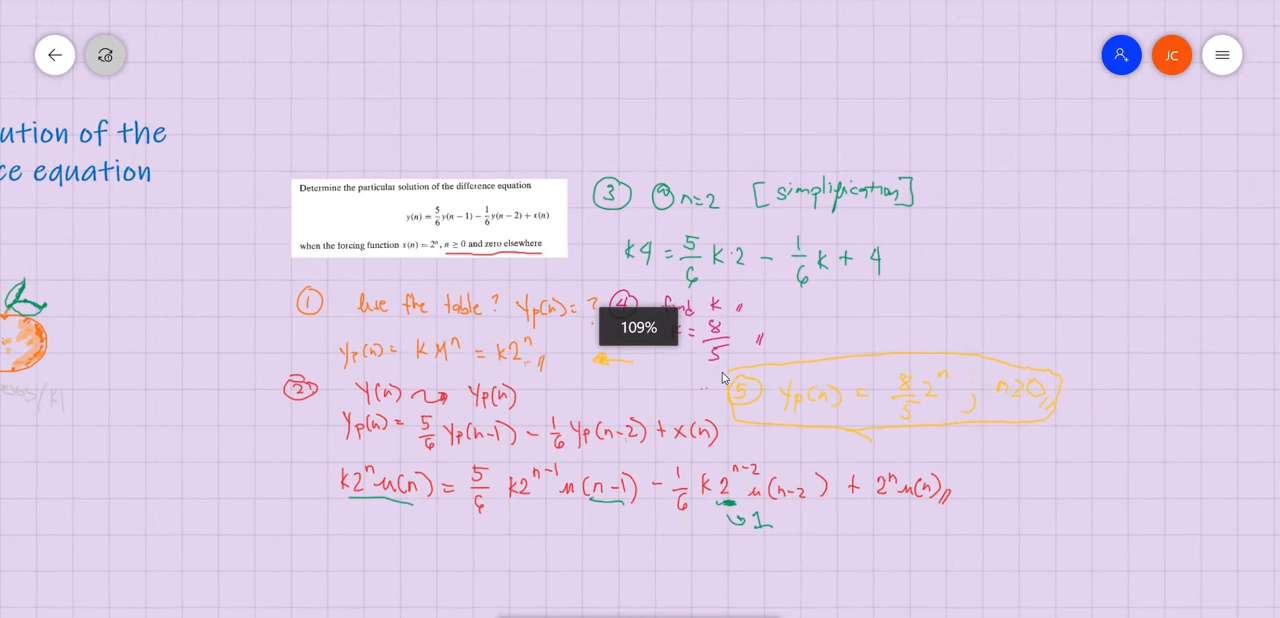 JC
ution of the
ce equation
Determine the particular solution of the difference equation
y(n) = 5/6 y(n − 1) − 1/6 y(n − 2) + x(n)
when the forcing function x(n) = 2ⁿ, n ≥ 0 and zero elsewhere
③ @ n=2 [simplification]
k4 = 5/6 k·2 − 1/6 k + 4
① use the table? yp(n) = ?
yp(n) = k Mⁿ = k2ⁿ
④ find k
= 8/5
109%
② y(n) → yp(n)
yp(n) = 5/6 yp(n-1) − 1/6 yp(n-2) + x(n)
k2ⁿu(n) = 5/6 k2ⁿ⁻¹ u(n-1) − 1/6 k 2ⁿ⁻² u(n-2) + 2ⁿu(n)
1
⑤ yp(n) = 8/5 2ⁿ ; n≥0